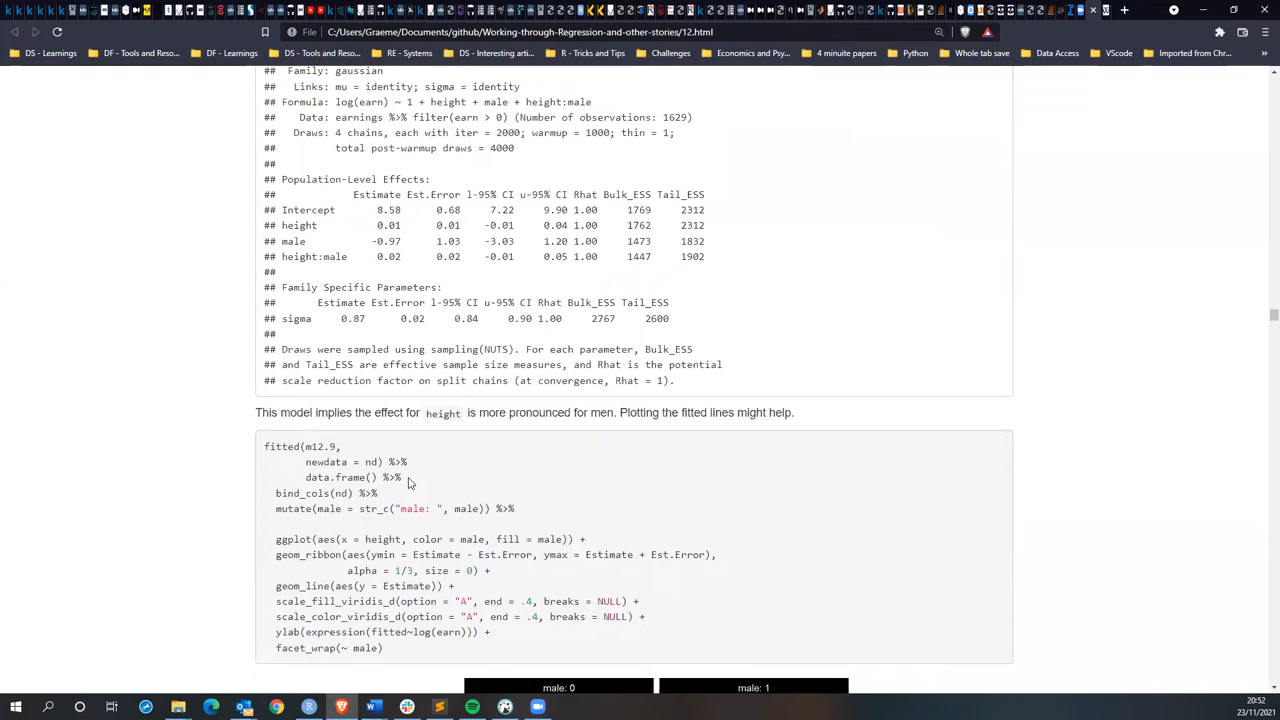 C:/Users/Graeme/Documents/github/Working-through-Regression-and-other-stories/12.html
DS - Learnings
DF - Tools and Reso...
DF - Learnings
DS - Tools and Reso...
RE - Systems
DS - Interesting artic...
R - Tricks and Tips
Challenges
Economics and Psy...
4 minute papers
Python
Whole tab save
Data Access
VScode
Imported from Chr...
## Family: gaussian
## Links: mu = identity; sigma = identity
## Formula: log(earn) ~ 1 + height + male + height:male
## Data: earnings %>% filter(earn > 0) (Number of observations: 1629)
## Draws: 4 chains, each with iter = 2000; warmup = 1000; thin = 1;
## total post-warmup draws = 4000
##
## Population-Level Effects:
## Estimate Est.Error l-95% CI u-95% CI Rhat Bulk_ESS Tail_ESS
## Intercept 8.58 0.68 7.22 9.90 1.00 1769 2312
## height 0.01 0.01 -0.01 0.04 1.00 1762 2312
## male -0.97 1.03 -3.03 1.20 1.00 1473 1832
## height:male 0.02 0.02 -0.01 0.05 1.00 1447 1902
##
## Family Specific Parameters:
## Estimate Est.Error l-95% CI u-95% CI Rhat Bulk_ESS Tail_ESS
## sigma 0.87 0.02 0.84 0.90 1.00 2767 2600
##
## Draws were sampled using sampling(NUTS). For each parameter, Bulk_ESS
## and Tail_ESS are effective sample size measures, and Rhat is the potential
## scale reduction factor on split chains (at convergence, Rhat = 1).
This model implies the effect for height is more pronounced for men. Plotting the fitted lines might help.
fitted(m12.9,
newdata = nd) %>%
data.frame() %>%
bind_cols(nd) %>%
mutate(male = str_c("male: ", male)) %>%
ggplot(aes(x = height, color = male, fill = male)) +
geom_ribbon(aes(ymin = Estimate - Est.Error, ymax = Estimate + Est.Error),
alpha = 1/3, size = 0) +
geom_line(aes(y = Estimate)) +
scale_fill_viridis_d(option = "A", end = .4, breaks = NULL) +
scale_color_viridis_d(option = "A", end = .4, breaks = NULL) +
ylab(expression(fitted~log(earn))) +
facet_wrap(~ male)
male: 0 male: 1
20:52
23/11/2021